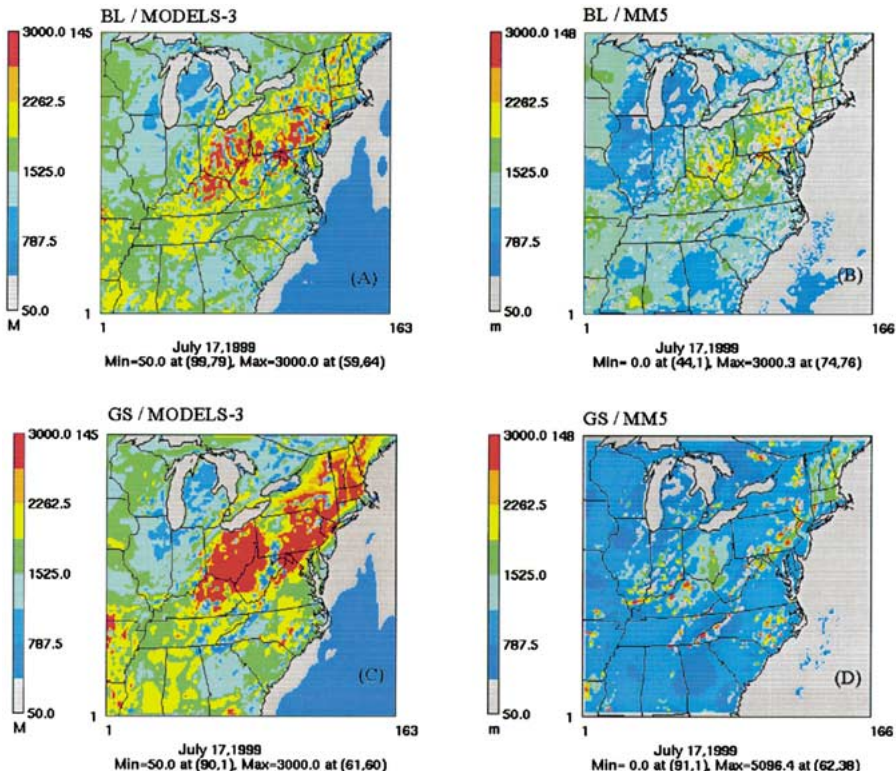 BL / MODELS-3
3000.0 145
2262.5
1525.0
787.5
50.0
M
1
(A)
1 163
July 17,1999
Min=50.0 at (99,79), Max=3000.0 at (59,64)
BL / MM5
3000.0 148
2262.5
1525.0
787.5
50.0
m
1
(B)
1 166
July 17,1999
Min= 0.0 at (44,1), Max=3000.3 at (74,76)
GS / MODELS-3
3000.0 145
2262.5
1525.0
787.5
50.0
M
1
(C)
1 163
July 17,1999
Min=50.0 at (90,1), Max=3000.0 at (61,60)
GS / MM5
3000.0 148
2262.5
1525.0
787.5
50.0
m
1
(D)
1 166
July 17,1999
Min= 0.0 at (91,1), Max=5096.4 at (62,38)